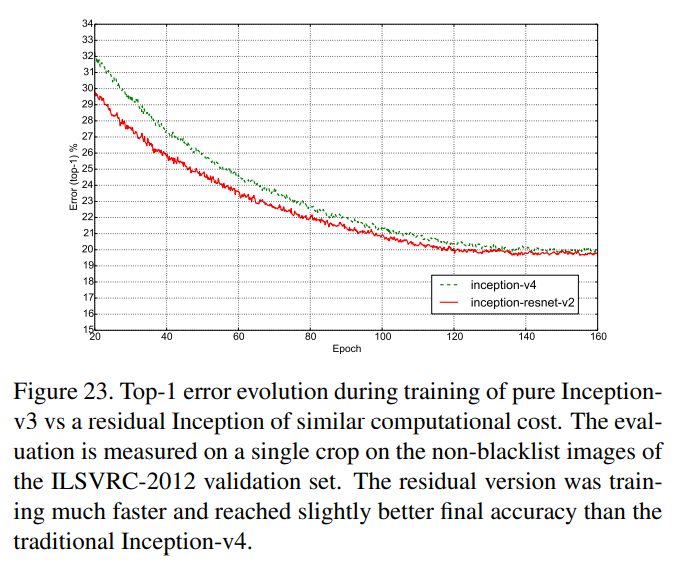 34
33
32
31
30
29
28
27
26
25
24
23
22
21
20
19
18
17
16
15
Error (top-1) %
20 40 60 80 100 120 140 160
Epoch
inception-v4
inception-resnet-v2
Figure 23. Top-1 error evolution during training of pure Inception-
v3 vs a residual Inception of similar computational cost. The eval-
uation is measured on a single crop on the non-blacklist images of
the ILSVRC-2012 validation set. The residual version was train-
ing much faster and reached slightly better final accuracy than the
traditional Inception-v4.